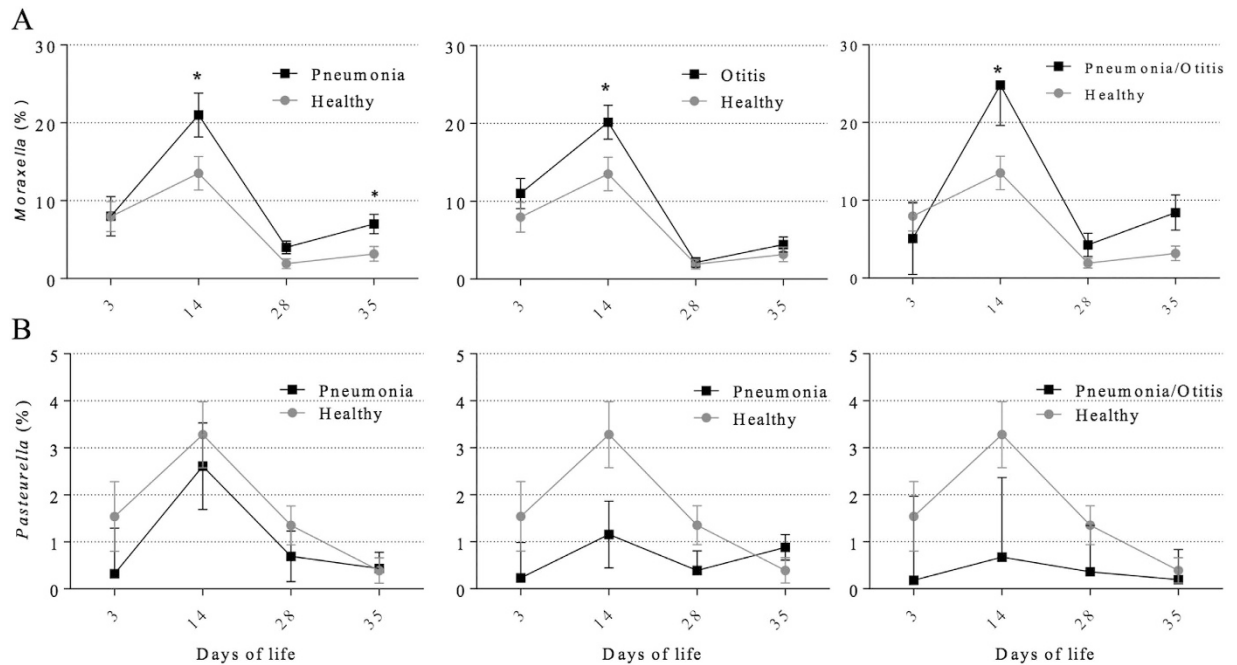 A
Moraxella (%)
30
20
10
0
* *
Pneumonia
Healthy
3 14 28 35
30
20
10
0
*
Otitis
Healthy
3 14 28 35
30
20
10
0
*
Pneumonia/Otitis
Healthy
3 14 28 35
B
Pasteurella (%)
5
4
3
2
1
0
Pneumonia
Healthy
3 14 28 35
Days of life
5
4
3
2
1
0
Pneumonia
Healthy
3 14 28 35
Days of life
5
4
3
2
1
0
Pneumonia/Otitis
Healthy
3 14 28 35
Days of life